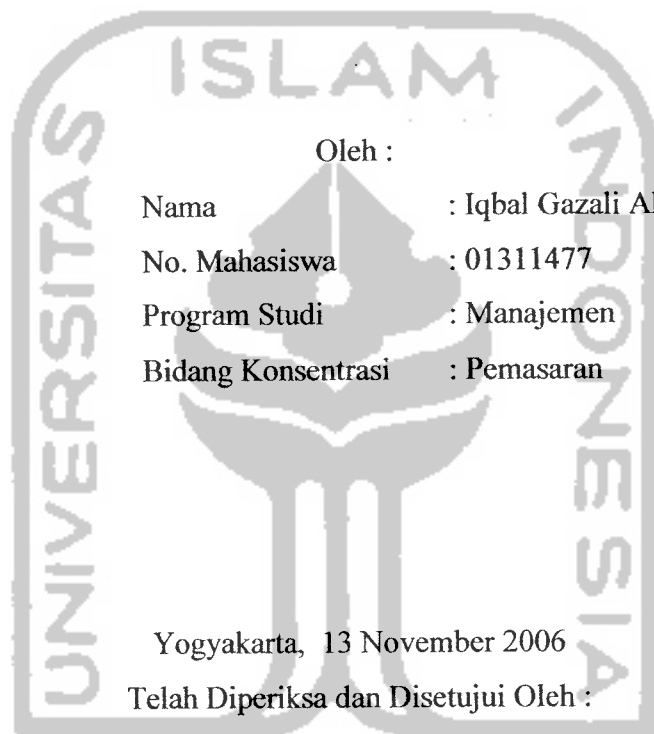 UNIVERSITAS ISLAM INDONESIA
Oleh :
Nama : Iqbal Gazali
No. Mahasiswa : 01311477
Program Studi : Manajemen
Bidang Konsentrasi : Pemasaran
Yogyakarta, 13 November 2006
Telah Diperiksa dan Disetujui Oleh :